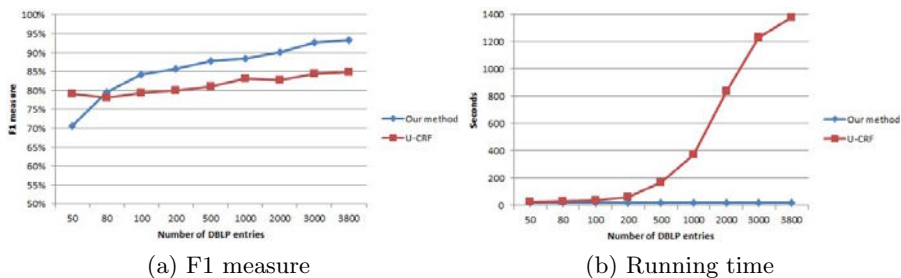 100%
95%
90%
85%
80%
75%
70%
65%
60%
55%
50%
F1 measure
50 80 100 200 500 1000 2000 3000 3800
Number of DBLP entries
Our method
U-CRF
(a) F1 measure
1400
1200
1000
800
600
400
200
0
Seconds
50 80 100 200 500 1000 2000 3000 3800
Number of DBLP entries
Our method
U-CRF
(b) Running time